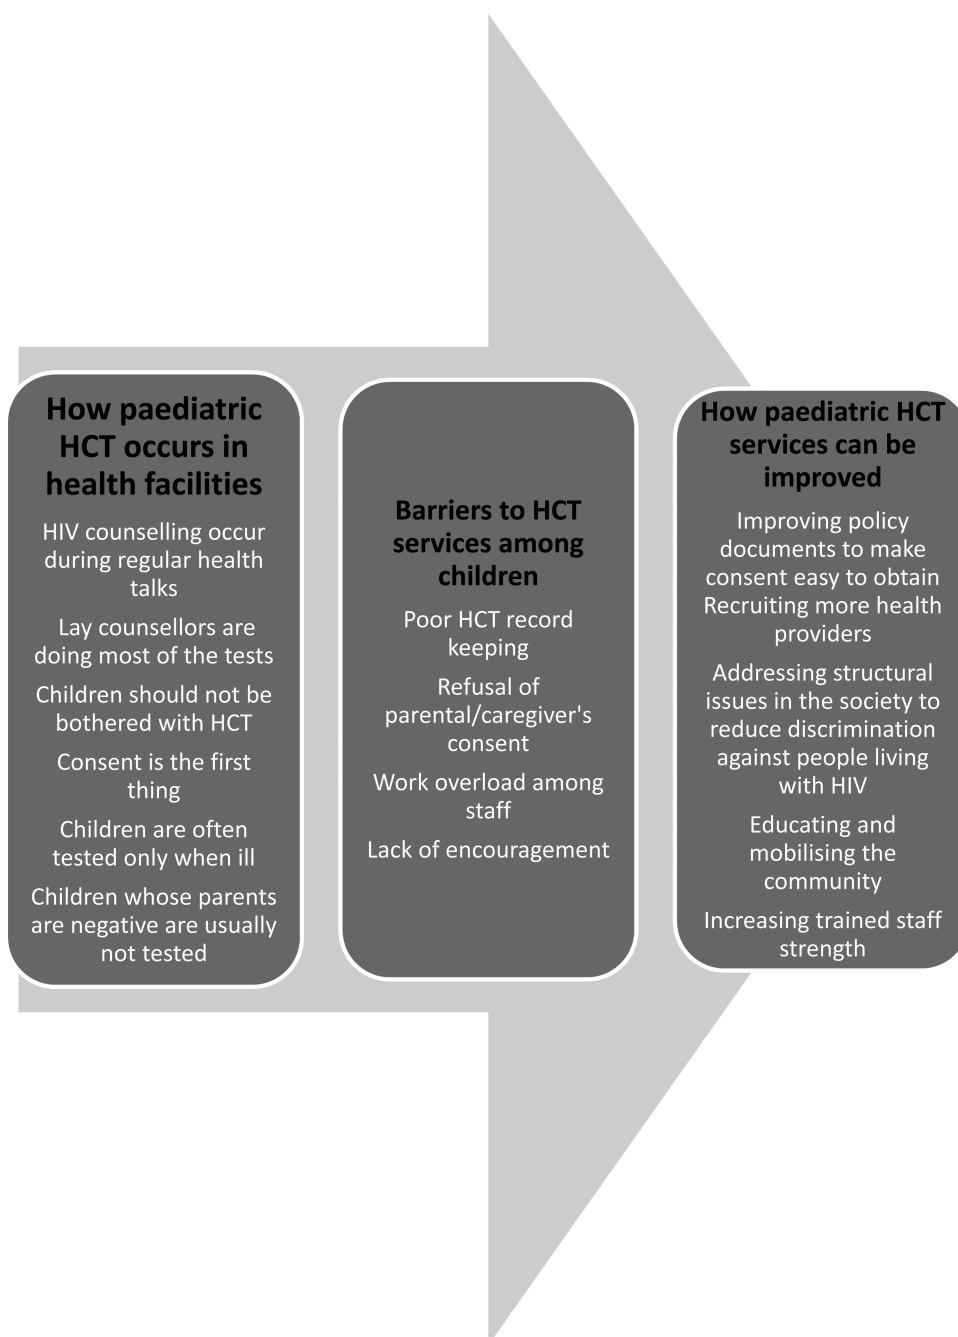 How paediatric
HCT occurs in
health facilities
HIV counselling occur
during regular health
talks
Lay counsellors are
doing most of the tests
Children should not be
bothered with HCT
Consent is the first
thing
Children are often
tested only when ill
Children whose parents
are negative are usually
not tested
Barriers to HCT
services among
children
Poor HCT record
keeping
Refusal of
parental/caregiver's
consent
Work overload among
staff
Lack of encouragement
How paediatric HCT
services can be
improved
Improving policy
documents to make
consent easy to obtain
Recruiting more health
providers
Addressing structural
issues in the society to
reduce discrimination
against people living
with HIV
Educating and
mobilising the
community
Increasing trained staff
strength